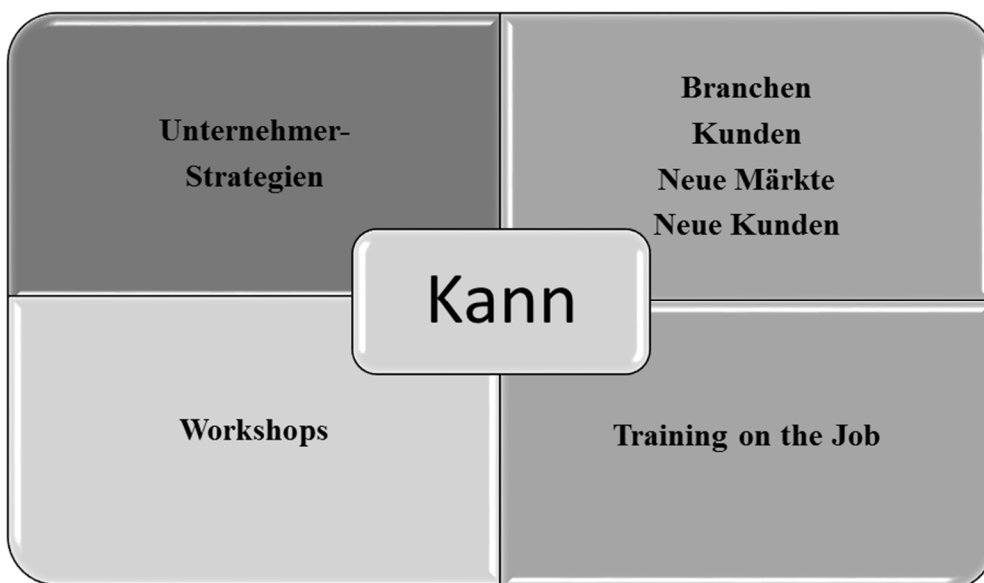 Unternehmer-
Strategien
Branchen
Kunden
Neue Märkte
Neue Kunden
Kann
Workshops
Training on the Job